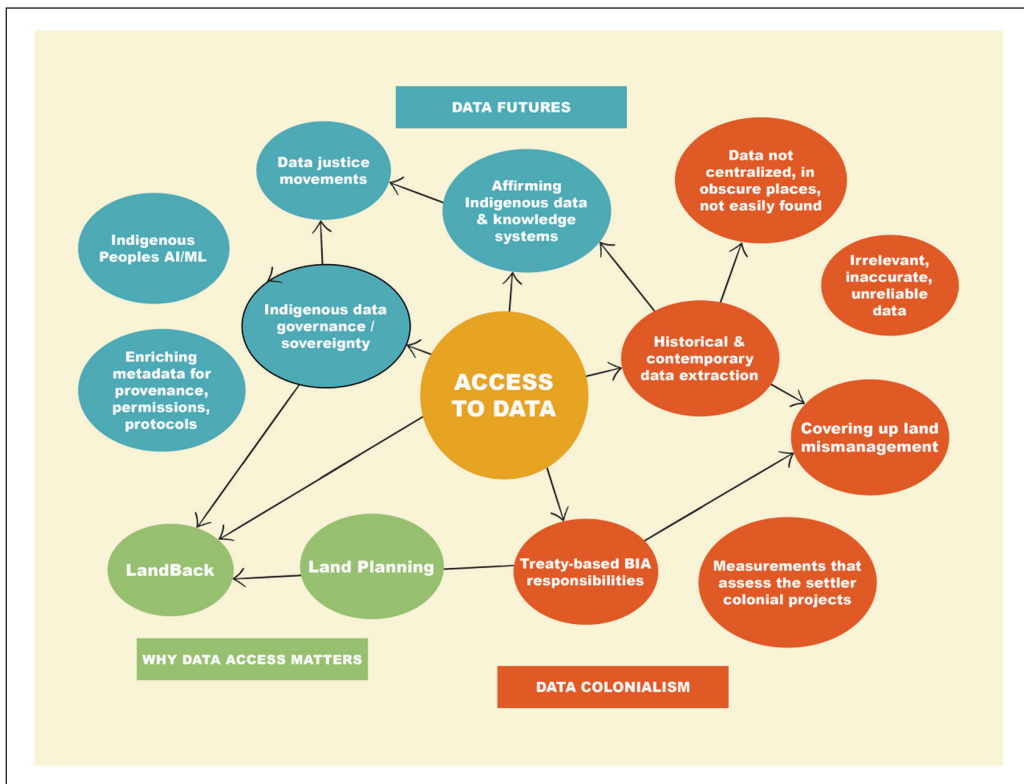 DATA FUTURES
Data justice
movements
Affirming
Indigenous data
& knowledge
systems
Data not
centralized, in
obscure places,
not easily found
Indigenous
Peoples AI/ML
Irrelevant,
inaccurate,
unreliable
data
Indigenous data
governance /
sovereignty
Historical &
contemporary
data extraction
Enriching
metadata for
provenance,
permissions,
protocols
ACCESS
TO DATA
Covering up land
mismanagement
LandBack
Land Planning
Treaty-based BIA
responsibilities
Measurements that
assess the settler
colonial projects
WHY DATA ACCESS MATTERS
DATA COLONIALISM